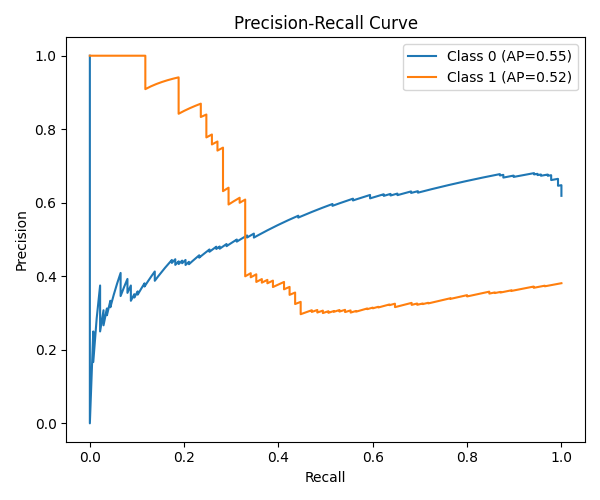 Precision-Recall Curve
Class 0 (AP=0.55)
Class 1 (AP=0.52)
Precision
1.0
0.8
0.6
0.4
0.2
0.0
0.0 0.2 0.4 0.6 0.8 1.0
Recall